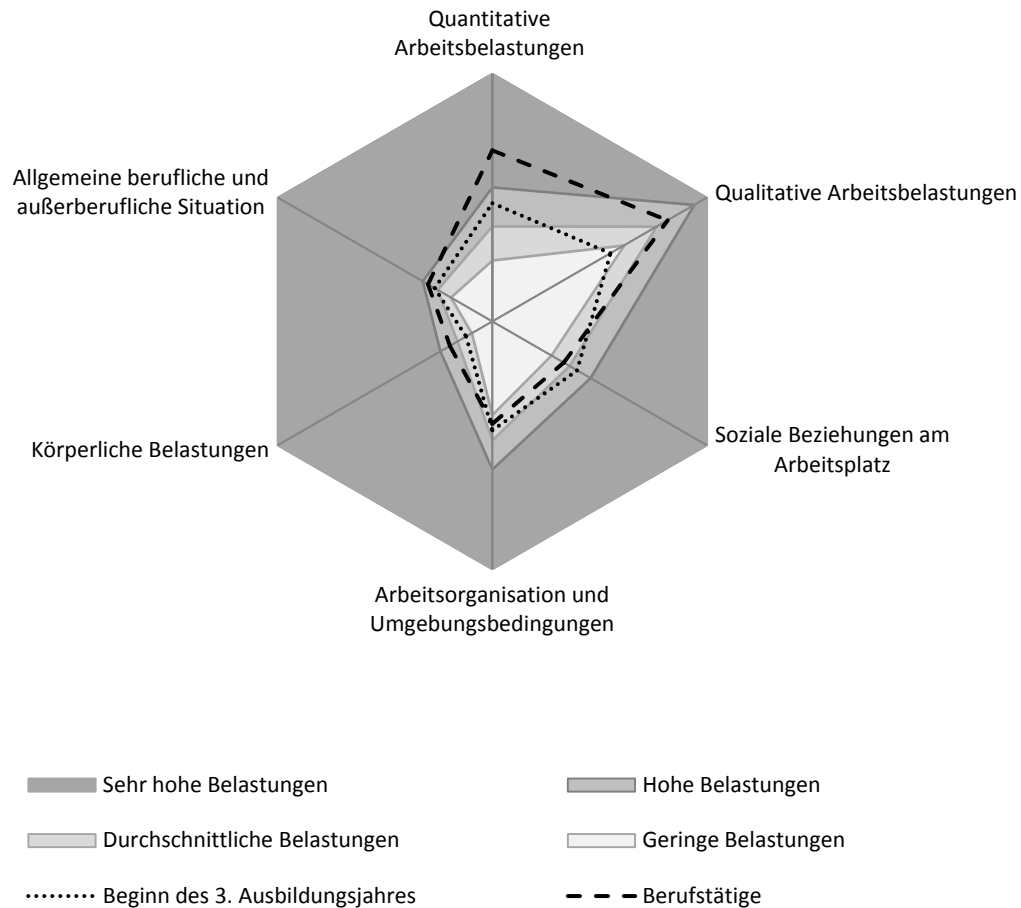 Quantitative
Arbeitsbelastungen
Allgemeine berufliche und
außerberufliche Situation
Qualitative Arbeitsbelastungen
Körperliche Belastungen
Soziale Beziehungen am
Arbeitsplatz
Arbeitsorganisation und
Umgebungsbedingungen
Sehr hohe Belastungen
Hohe Belastungen
Durchschnittliche Belastungen
Geringe Belastungen
Beginn des 3. Ausbildungsjahres
Berufstätige